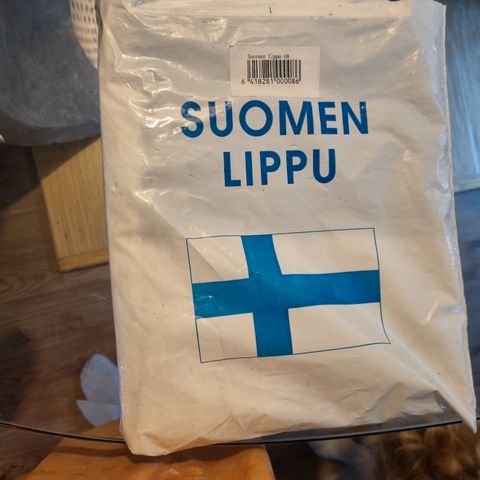 Suomen Lippu 08
6 418281 000086
SUOMEN
LIPPU